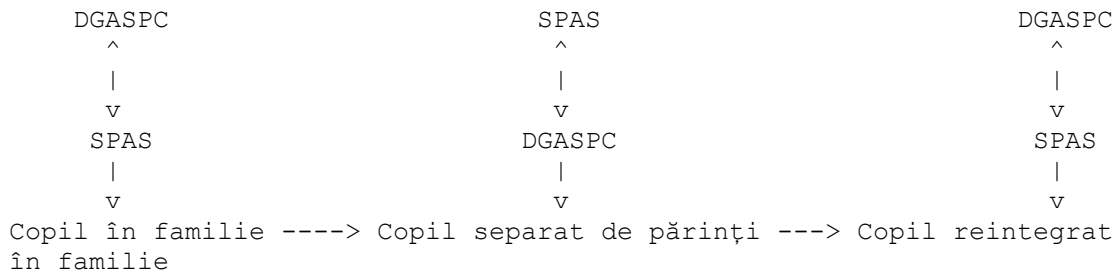 DGASPC SPAS DGASPC
^ ^ ^
| | |
v v v
SPAS DGASPC SPAS
| | |
v v v
Copil în familie ----> Copil separat de părinți ---> Copil reintegrat
în familie